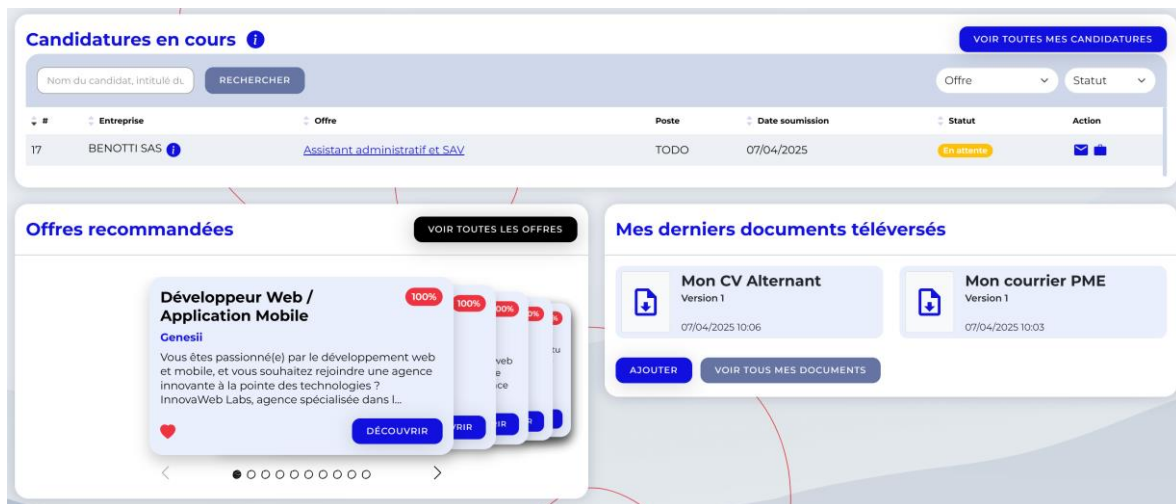 Candidatures en cours
VOIR TOUTES MES CANDIDATURES
Nom du candidat, intitulé du
RECHERCHER
Offre
Statut
#
Entreprise
Offre
Poste
Date soumission
Statut
Action
17
BENOTTI SAS
Assistant administratif et SAV
TODO
07/04/2025
En attente
Offres recommandées
VOIR TOUTES LES OFFRES
Développeur Web /
Application Mobile
100%
Genesii
Vous êtes passionné(e) par le développement web
et mobile, et vous souhaitez rejoindre une agence
innovante à la pointe des technologies ?
InnovaWeb Labs, agence spécialisée dans l...
DÉCOUVRIR
100%
Mes derniers documents téléversés
Mon CV Alternant
Version 1
07/04/2025 10:06
Mon courrier PME
Version 1
07/04/2025 10:03
AJOUTER
VOIR TOUS MES DOCUMENTS